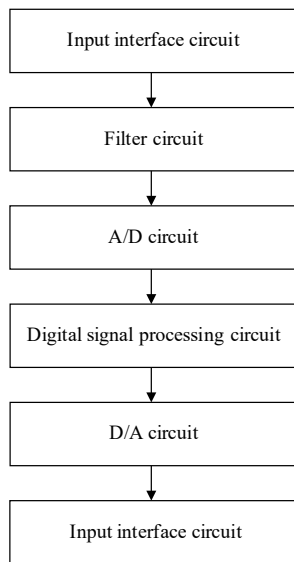 Input interface circuit
Filter circuit
A/D circuit
Digital signal processing circuit
D/A circuit
Input interface circuit